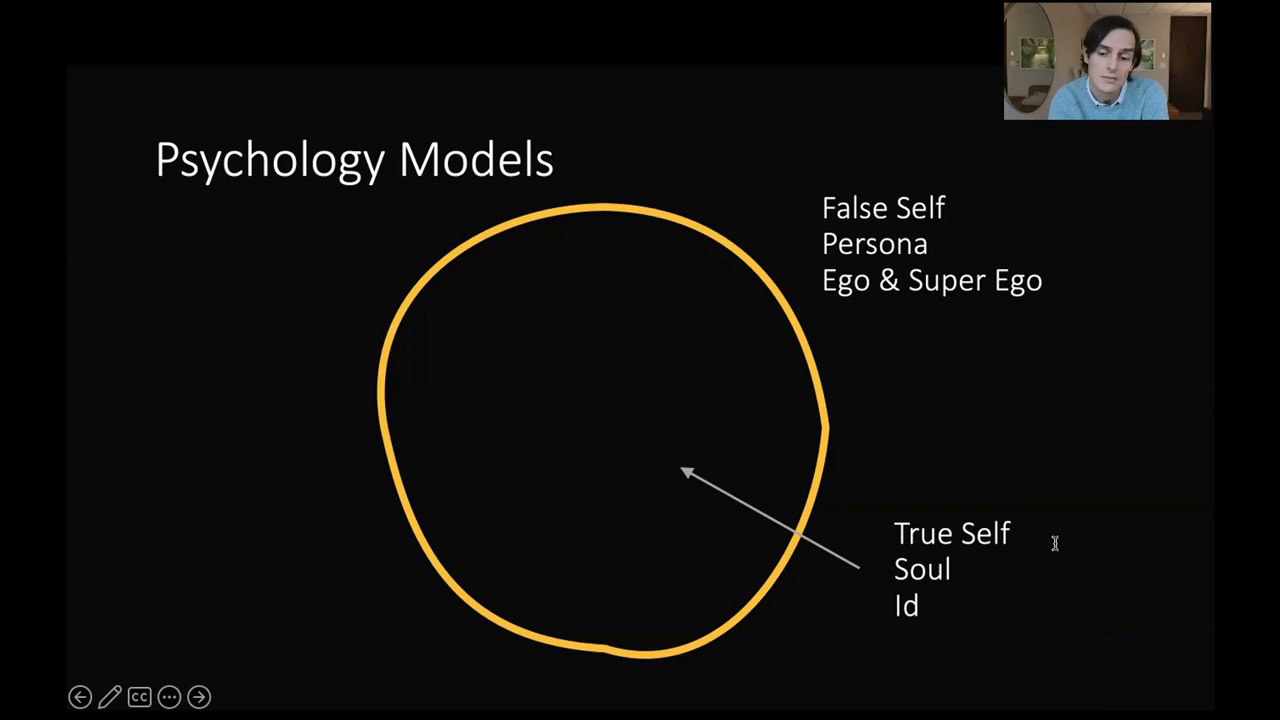 Psychology Models
False Self
Persona
Ego & Super Ego
True Self
Soul
Id
CC